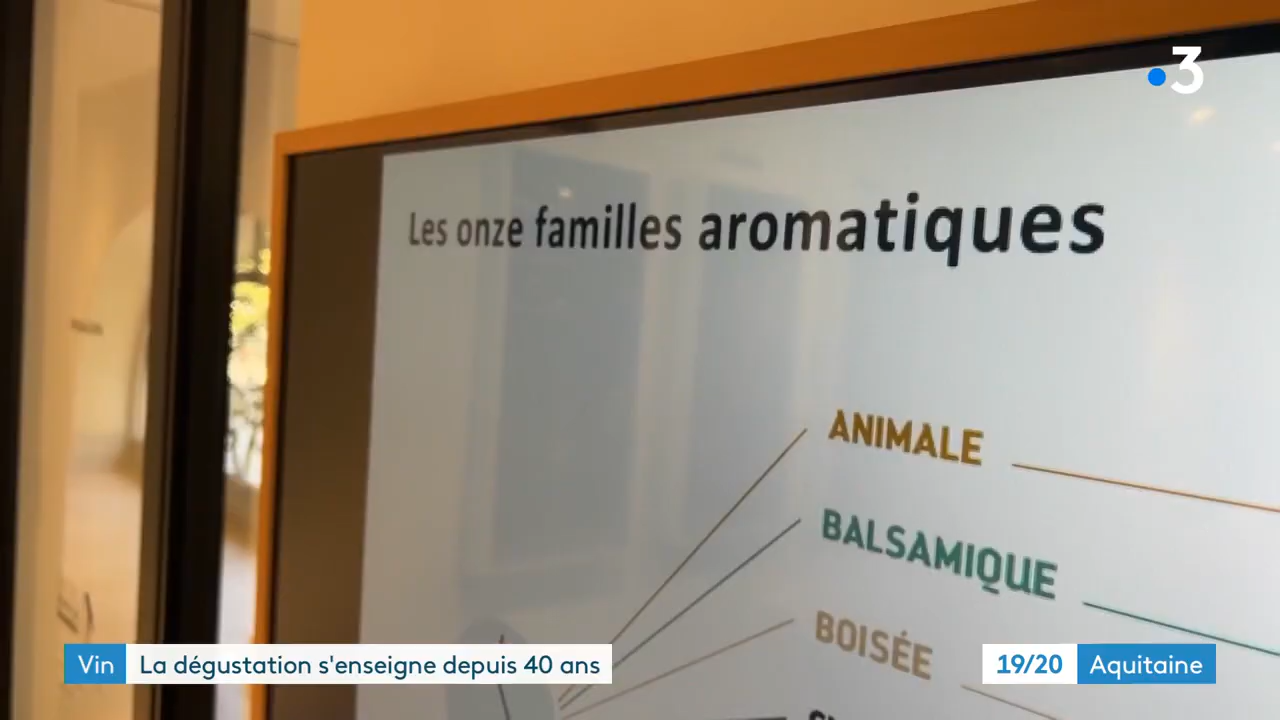 3
Les onze familles aromatiques
ANIMALE
BALSAMIQUE
BOISÉE
Vin La dégustation s'enseigne depuis 40 ans
19/20 Aquitaine